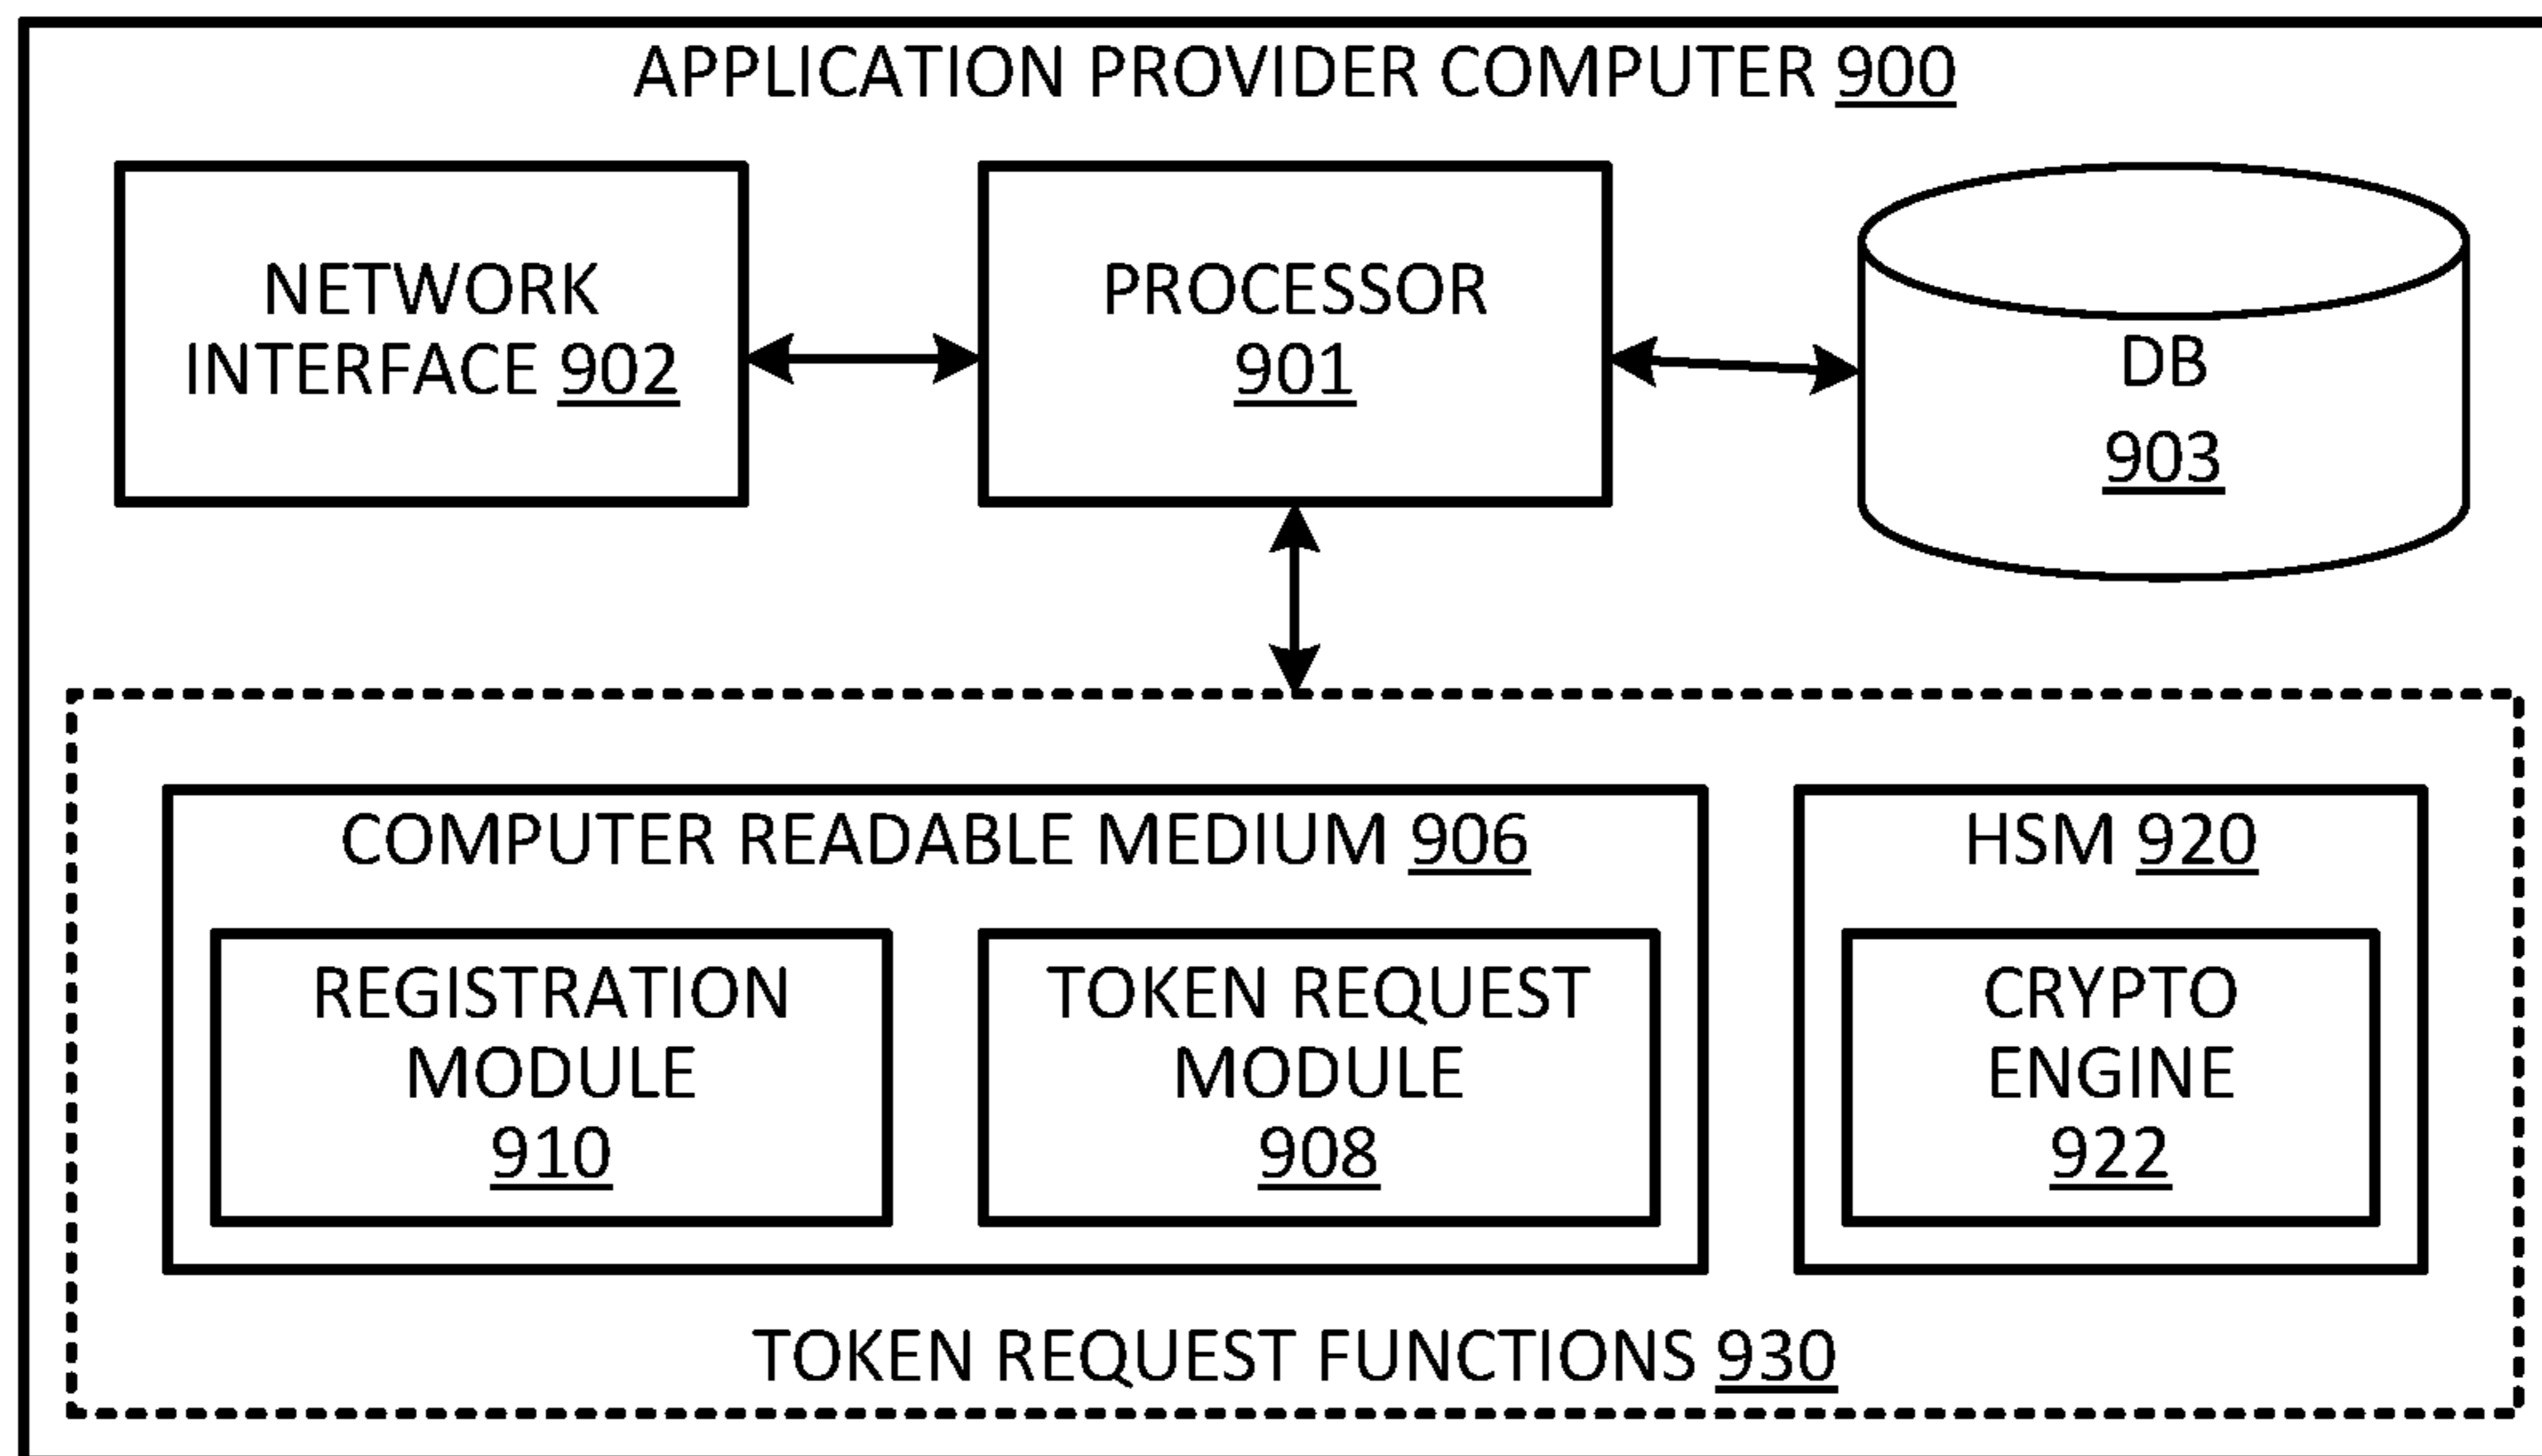 APPLICATION PROVIDER COMPUTER 900
NETWORK
INTERFACE 902
PROCESSOR
901
DB
903
COMPUTER READABLE MEDIUM 906
REGISTRATION
MODULE
910
TOKEN REQUEST
MODULE
908
HSM 920
CRYPTO
ENGINE
922
TOKEN REQUEST FUNCTIONS 930